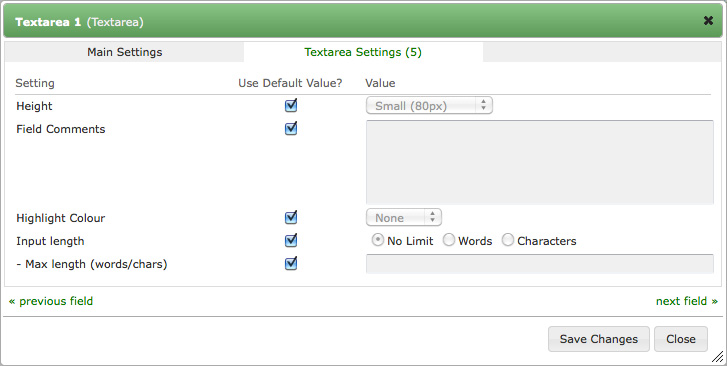 Textarea 1 (Textarea)
Main Settings Textarea Settings (5)
Setting Use Default Value? Value
Height Small (80px)
Field Comments
Highlight Colour None
Input length No Limit Words Characters
- Max length (words/chars)
« previous field next field »
Save Changes Close